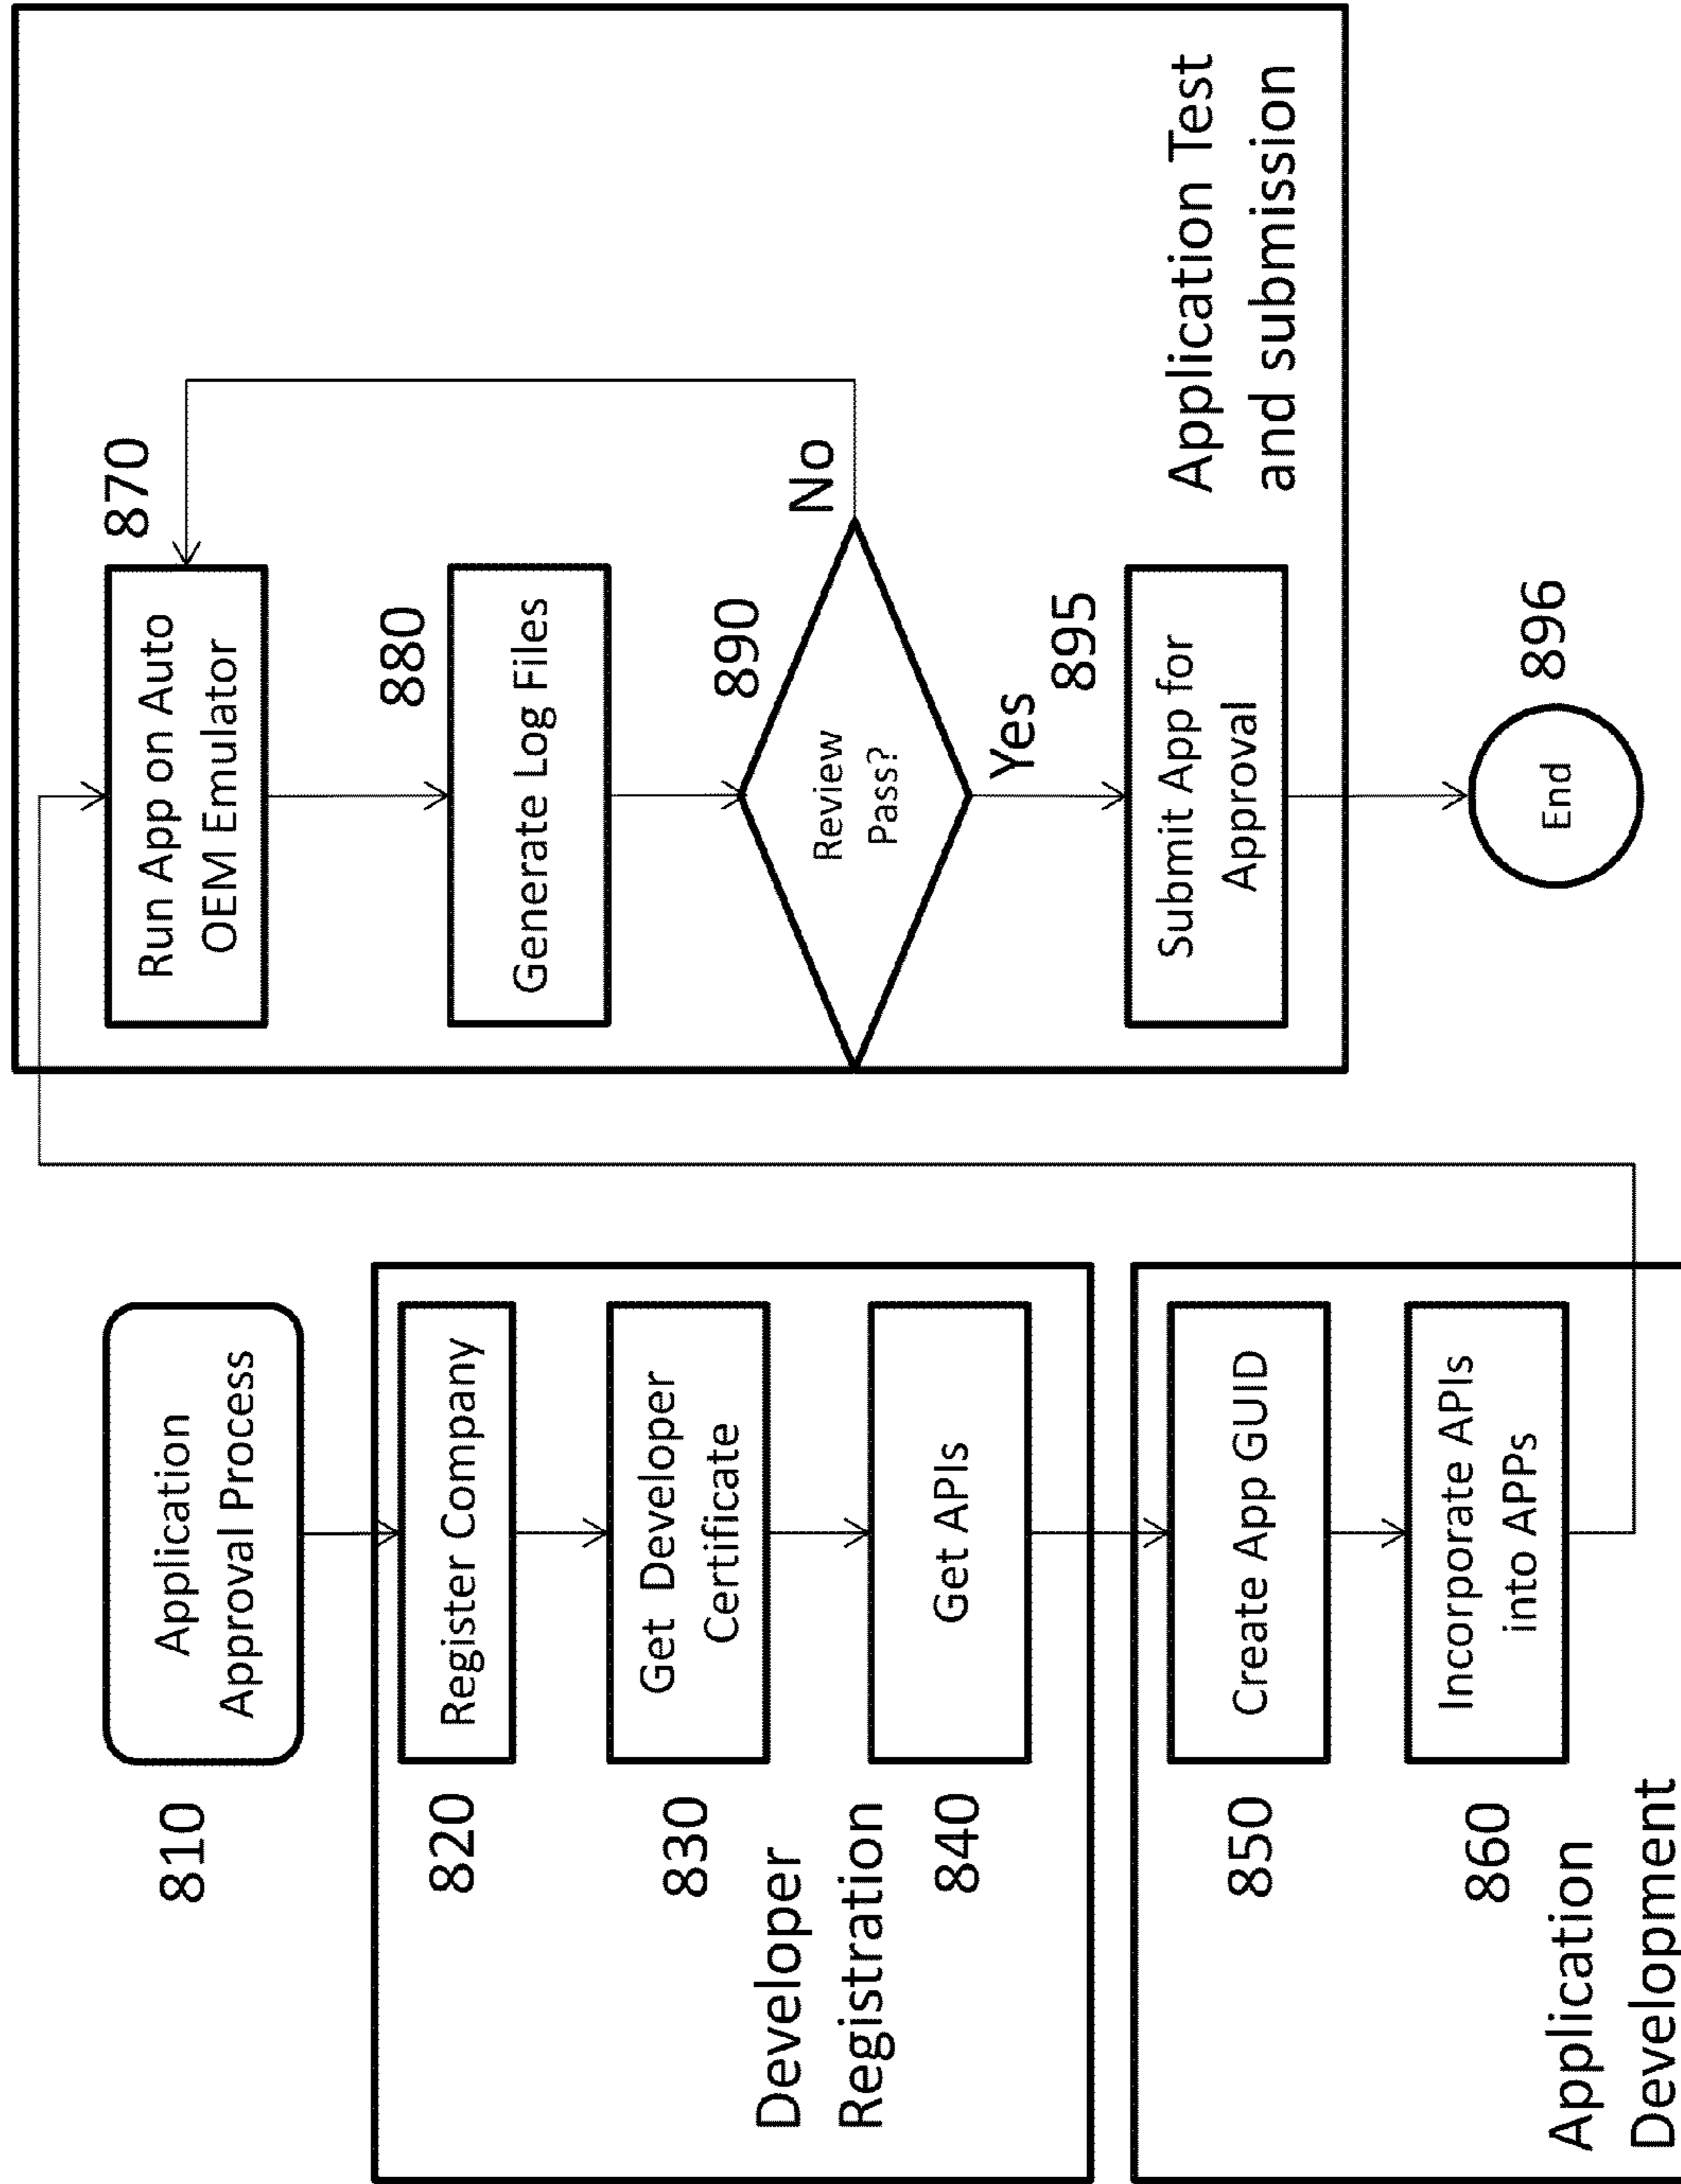 810
Application
Approval Process
820
Register Company
830
Get Developer
Certificate
Developer
Registration
840
Get APIs
850
Create App GUID
860
Incorporate APIs
into APPs
Application
Development
Run App on Auto
OEM Emulator
870
Generate Log Files
880
Review
Pass?
890
No
Yes
Submit App for
Approval
895
Application Test
and submission
End
896